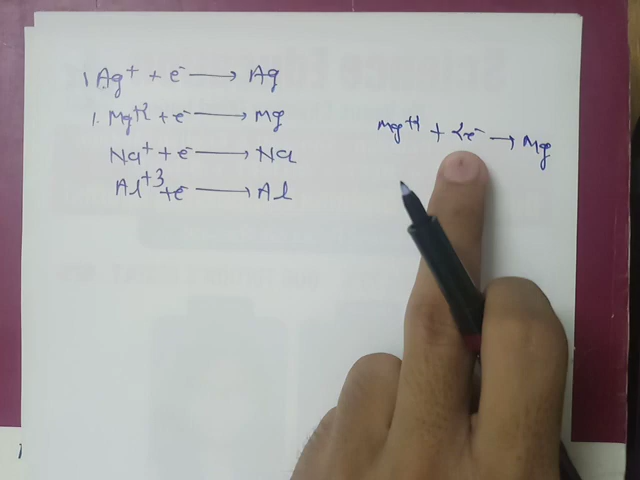 1. Ag+ + e- → Ag
1. Mg+2 + e- → Mg
Na+ + e- → Na
Al+3 + e- → Al
Mg+2 + 2e- → Mg